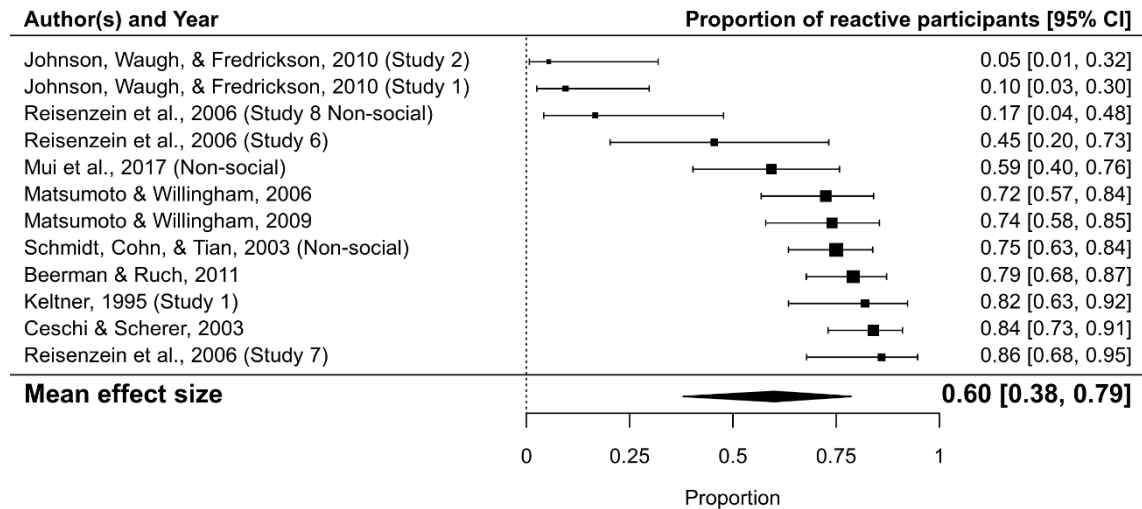 Author(s) and Year Proportion of reactive participants [95% CI]
Johnson, Waugh, & Fredrickson, 2010 (Study 2) 0.05 [0.01, 0.32]
Johnson, Waugh, & Fredrickson, 2010 (Study 1) 0.10 [0.03, 0.30]
Reisenzein et al., 2006 (Study 8 Non-social) 0.17 [0.04, 0.48]
Reisenzein et al., 2006 (Study 6) 0.45 [0.20, 0.73]
Mui et al., 2017 (Non-social) 0.59 [0.40, 0.76]
Matsumoto & Willingham, 2006 0.72 [0.57, 0.84]
Matsumoto & Willingham, 2009 0.74 [0.58, 0.85]
Schmidt, Cohn, & Tian, 2003 (Non-social) 0.75 [0.63, 0.84]
Beerman & Ruch, 2011 0.79 [0.68, 0.87]
Keltner, 1995 (Study 1) 0.82 [0.63, 0.92]
Ceschi & Scherer, 2003 0.84 [0.73, 0.91]
Reisenzein et al., 2006 (Study 7) 0.86 [0.68, 0.95]
Mean effect size 0.60 [0.38, 0.79]
0 0.25 0.5 0.75 1
Proportion